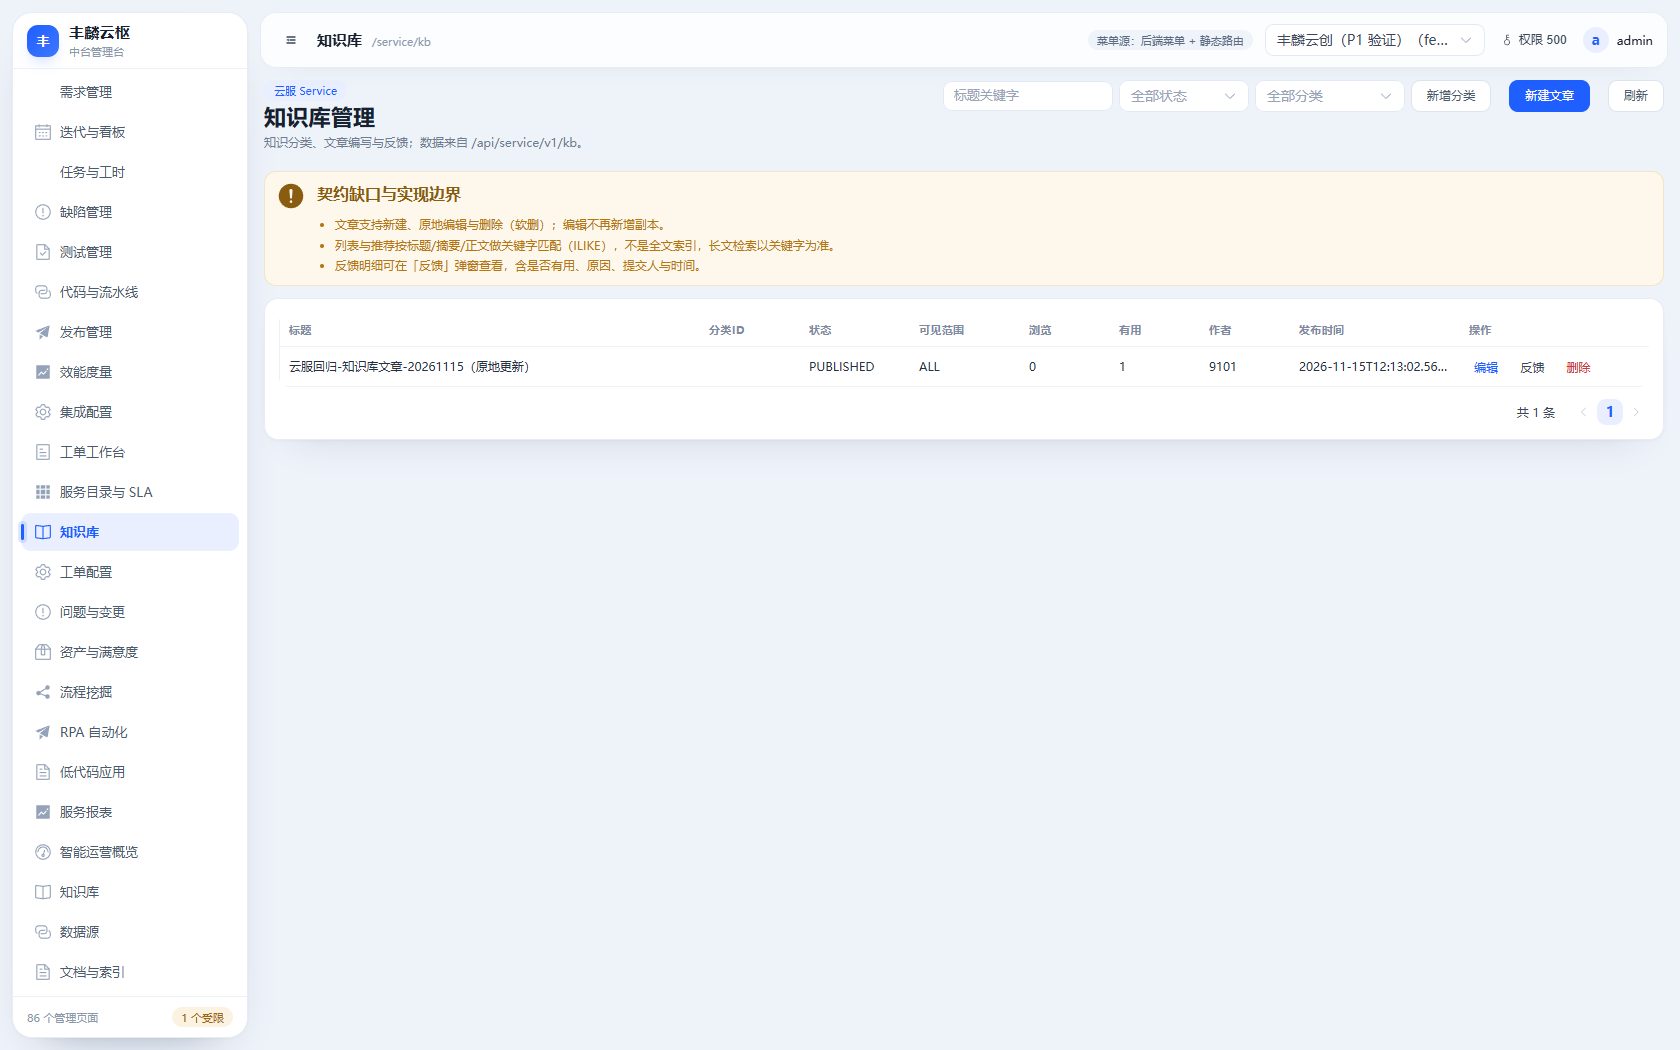 丰
丰麟云枢
中台管理台
需求管理
迭代与看板
任务与工时
缺陷管理
测试管理
代码与流水线
发布管理
效能度量
集成配置
工单工作台
服务目录与 SLA
知识库
工单配置
问题与变更
资产与满意度
流程挖掘
RPA 自动化
低代码应用
服务报表
智能运营概览
知识库
数据源
文档与索引
86 个管理页面
1 个受限
知识库 /service/kb
菜单源：后端菜单 + 静态路由
丰麟云创（P1 验证）（fe...
权限 500
a
admin
云服 Service
知识库管理
知识分类、文章编写与反馈；数据来自 /api/service/v1/kb。
标题关键字
全部状态
全部分类
新增分类
新建文章
刷新
契约缺口与实现边界
• 文章支持新建、原地编辑与删除（软删）；编辑不再新增副本。
• 列表与推荐按标题/摘要/正文做关键字匹配（ILIKE），不是全文索引，长文检索以关键字为准。
• 反馈明细可在「反馈」弹窗查看，含是否有用、原因、提交人与时间。
标题 分类ID 状态 可见范围 浏览 有用 作者 发布时间 操作
云服回归-知识库文章-20261115（原地更新） PUBLISHED ALL 0 1 9101 2026-11-15T12:13:02.56... 编辑 反馈 删除
共 1 条
1